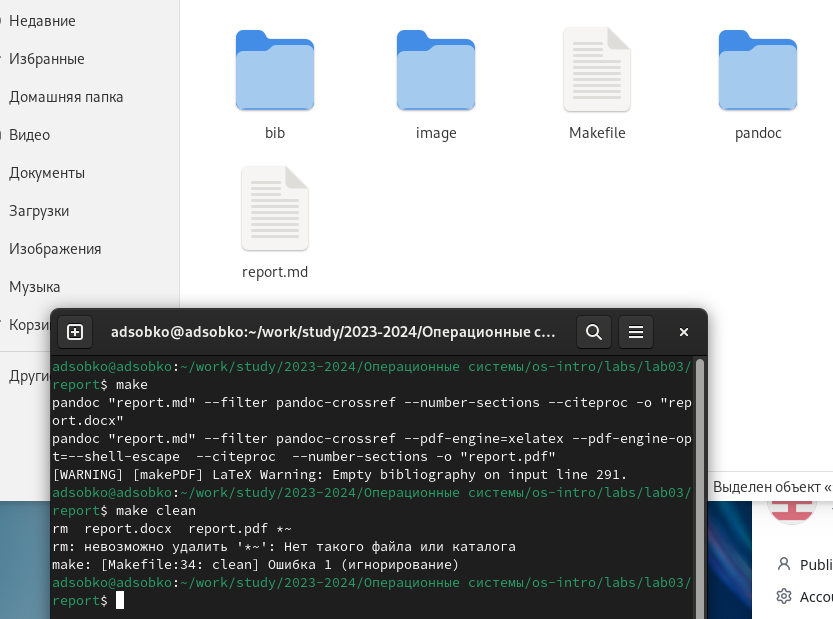 Недавние
Избранные
Домашняя папка
Видео
Документы
Загрузки
Изображения
Музыка
bib
image
Makefile
pandoc
report.md
adsobko@adsobko:~/work/study/2023-2024/Операционные с…
adsobko@adsobko:~/work/study/2023-2024/Операционные системы/os-intro/labs/lab03/
report$ make
pandoc "report.md" --filter pandoc-crossref --number-sections --citeproc -o "rep
ort.docx"
pandoc "report.md" --filter pandoc-crossref --pdf-engine=xelatex --pdf-engine-op
t=--shell-escape  --citeproc  --number-sections -o "report.pdf"
[WARNING] [makePDF] LaTeX Warning: Empty bibliography on input line 291.
adsobko@adsobko:~/work/study/2023-2024/Операционные системы/os-intro/labs/lab03/
report$ make clean
rm  report.docx  report.pdf *~
rm: невозможно удалить '*~': Нет такого файла или каталога
make: [Makefile:34: clean] Ошибка 1 (игнорирование)
adsobko@adsobko:~/work/study/2023-2024/Операционные системы/os-intro/labs/lab03/
report$
Выделен объект «